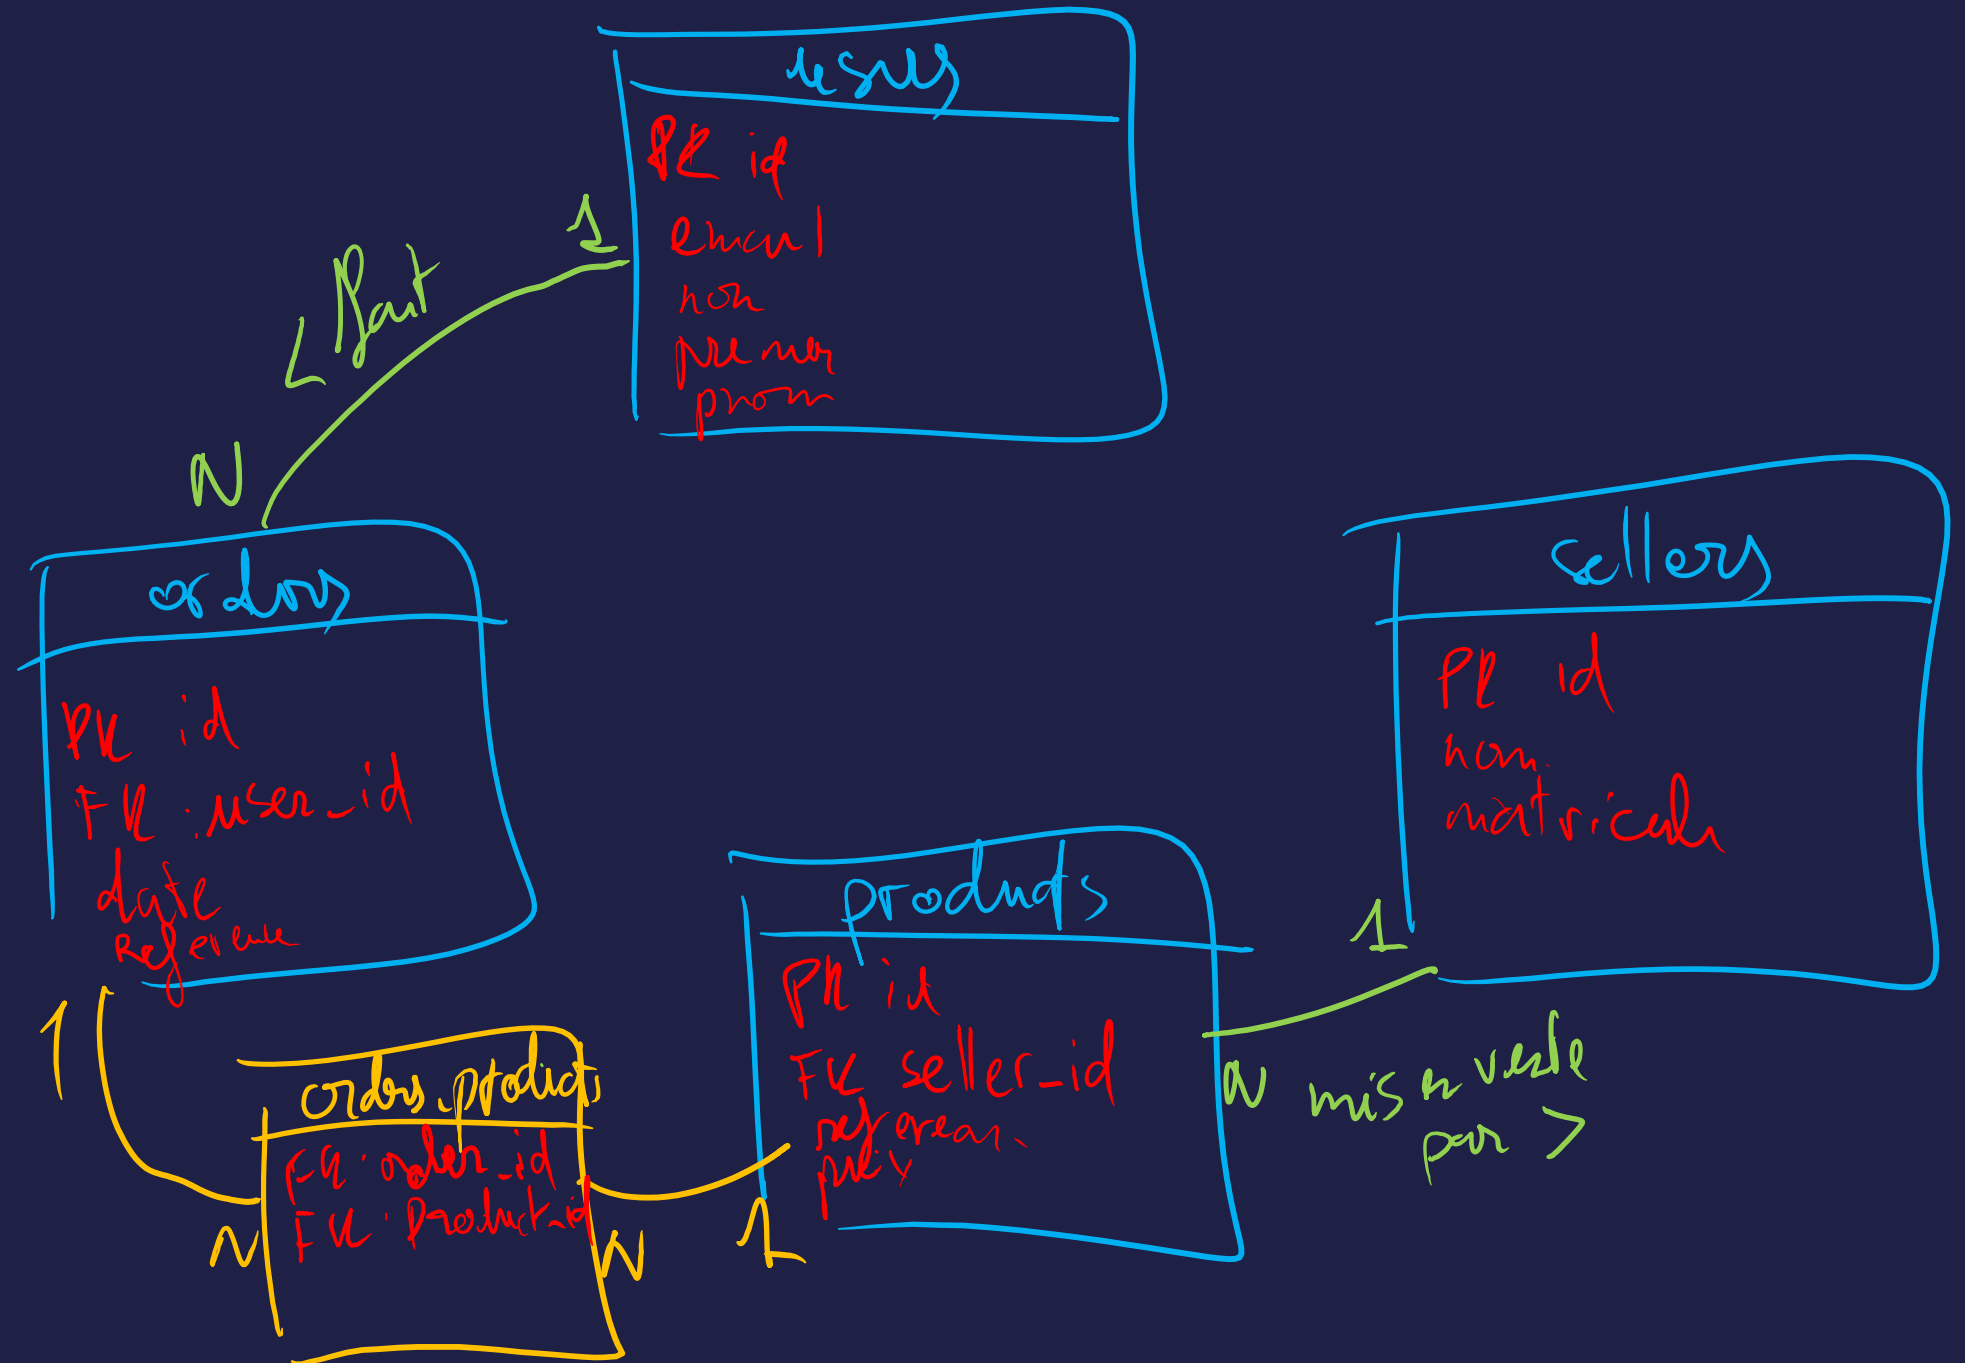 users
PK id
email
nom
prenom
phon
1
< fait
N
orders
PK id
FK : user_id
date
Reference
sellers
PK id
nom
matricule
1
N mis en vente
par >
products
PK id
FK seller_id
referean
prix
1
1
orders_products
FK : order_id
FK : Product_id
N
N